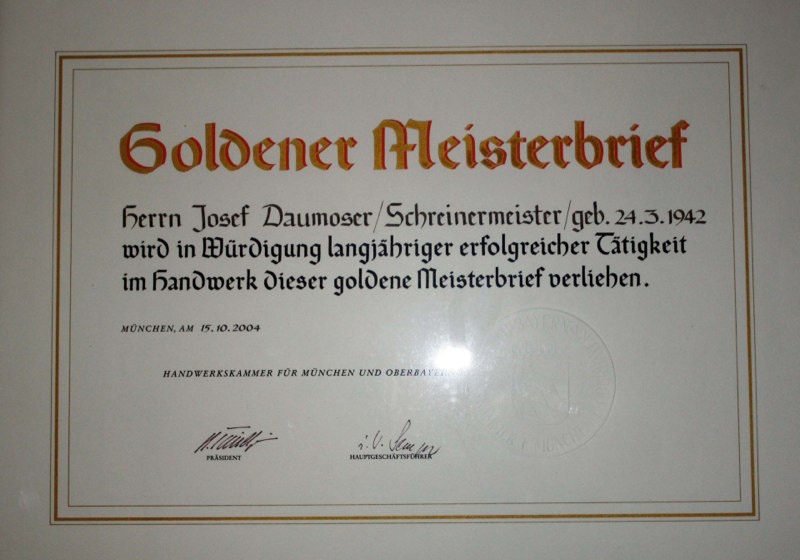 Goldener Meisterbrief
Herrn Josef Daumoser/Schreinermeister/geb. 24.3.1942
wird in Würdigung langjähriger erfolgreicher Tätigkeit
im Handwerk dieser goldene Meisterbrief verliehen.
MÜNCHEN, AM 15.10.2004
HANDWERKSKAMMER FÜR MÜNCHEN UND OBERBAYERN
i.V.
PRÄSIDENT HAUPTGESCHÄFTSFÜHRER